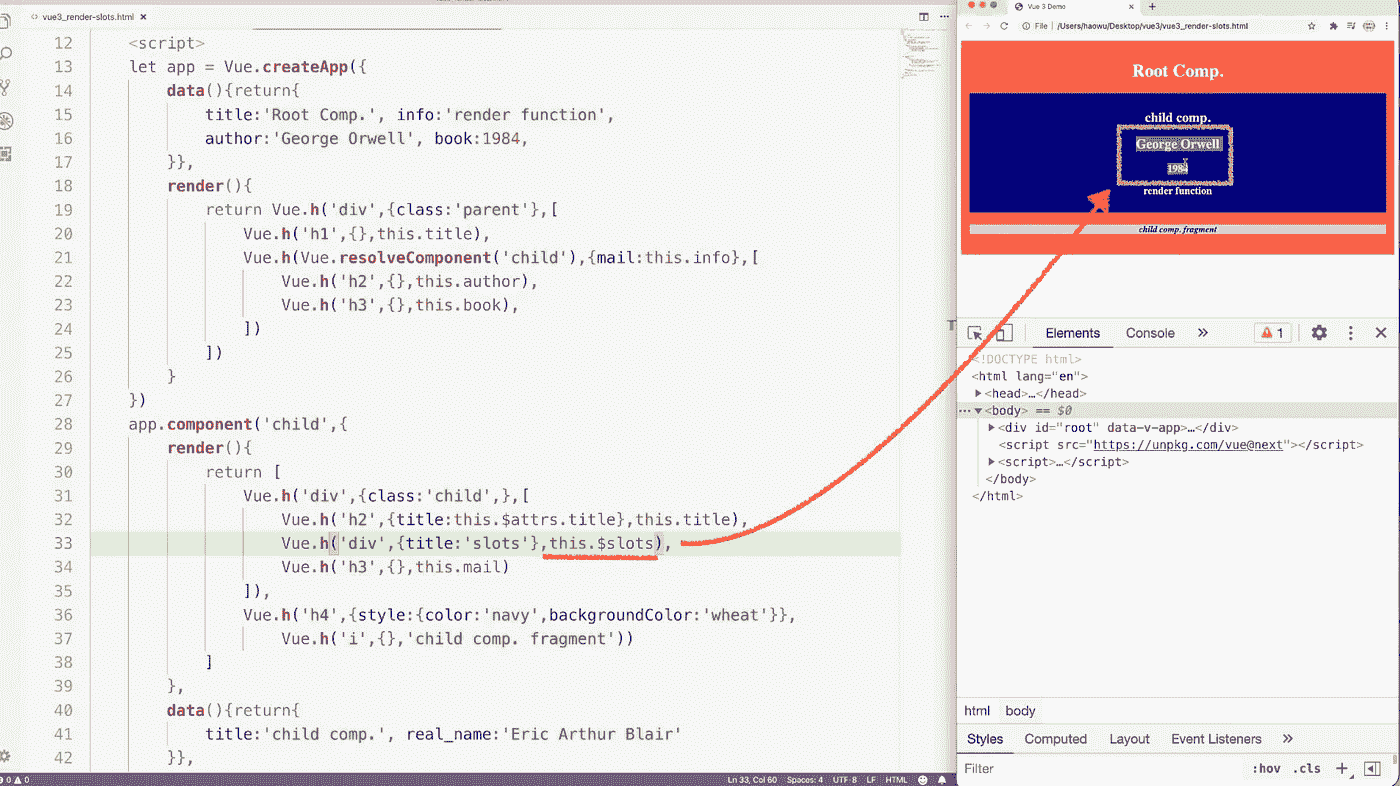 vue3_render-slots.html
12 <script>
13 let app = Vue.createApp({
14 data(){return{
15 title:'Root Comp.', info:'render function',
16 author:'George Orwell', book:1984,
17 }},
18 render(){
19 return Vue.h('div',{class:'parent'},[
20 Vue.h('h1',{},this.title),
21 Vue.h(Vue.resolveComponent('child'),{mail:this.info},[
22 Vue.h('h2',{},this.author),
23 Vue.h('h3',{},this.book),
24 ])
25 ])
26 }
27 })
28 app.component('child',{
29 render(){
30 return [
31 Vue.h('div',{class:'child',},[
32 Vue.h('h2',{title:this.$attrs.title},this.title),
33 Vue.h('div',{title:'slots'},this.$slots),
34 Vue.h('h3',{},this.mail)
35 ]),
36 Vue.h('h4',{style:{color:'navy',backgroundColor:'wheat'}},
37 Vue.h('i',{},'child comp. fragment'))
38 ]
39 },
40 data(){return{
41 title:'child comp.', real_name:'Eric Arthur Blair'
42 }},
0 0 Ln 33, Col 60 Spaces: 4 UTF-8 LF HTML
Vue 3 Demo
File | /Users/haowu/Desktop/vue3/vue3_render-slots.html
Root Comp.
child comp.
George Orwell
1984
render function
child comp. fragment
Elements Console » 1
<!DOCTYPE html>
<html lang="en">
<head>…</head>
<body> == $0
<div id="root" data-v-app>…</div>
<script src="https://unpkg.com/vue@next"></script>
<script>…</script>
</body>
</html>
html body
Styles Computed Layout Event Listeners »
Filter :hov .cls